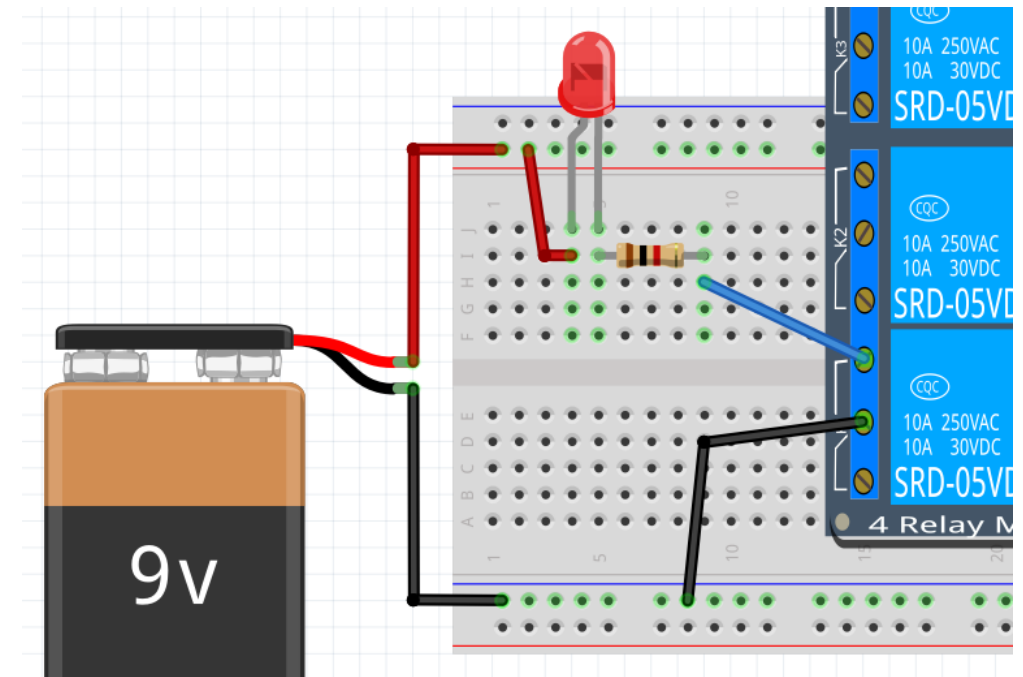 CQC
K3
10A 250VAC
10A 30VDC
SRD-05VD
1
5
10
J
I
H
G
F
CQC
K2
10A 250VAC
10A 30VDC
SRD-05VD
E
D
C
B
A
CQC
10A 250VAC
10A 30VDC
SRD-05VD
4 Relay M
1
5
10
15
20
9v